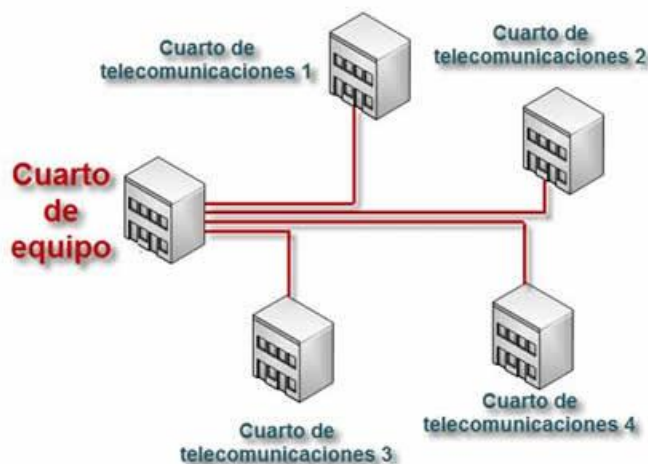 Cuarto de
telecomunicaciones 1
Cuarto de
telecomunicaciones 2
Cuarto
de
equipo
Cuarto de
telecomunicaciones 3
Cuarto de
telecomunicaciones 4